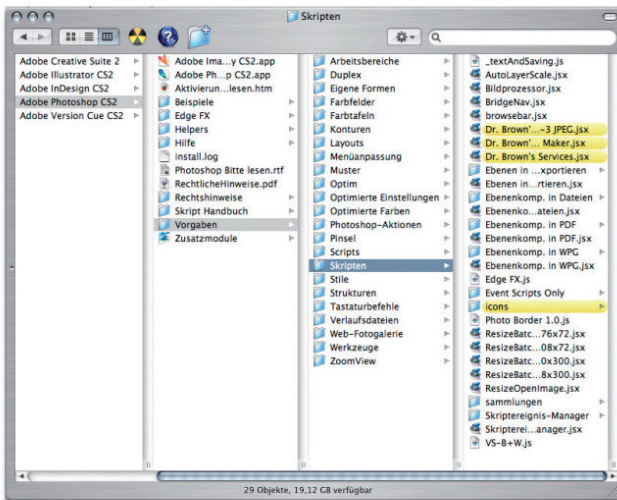 Skripten
Adobe Creative Suite 2
Adobe Illustrator CS2
Adobe InDesign CS2
Adobe Photoshop CS2
Adobe Version Cue CS2
Adobe Ima...y CS2.app
Adobe Ph...p CS2.app
Aktivierun...lesen.htm
Beispiele
Edge FX
Helpers
Hilfe
install.log
Photoshop Bitte lesen.rtf
RechtlicheHinweise.pdf
Rechtshinweise
Skript Handbuch
Vorgaben
Zusatzmodule
Arbeitsbereiche
Duplex
Eigene Formen
Farbfelder
Farbtafeln
Konturen
Layouts
Menüanpassung
Muster
Optim
Optimierte Einstellungen
Optimierte Farben
Photoshop-Aktionen
Pinsel
Scripts
Skripten
Stile
Strukturen
Tastaturbefehle
Verlaufsdateien
Web-Fotogalerie
Werkzeuge
ZoomView
_textAndSaving.js
AutoLayerScale.jsx
Bildprozessor.jsx
BridgeNav.jsx
browsebar.jsx
Dr. Brown'...-3 JPEG.jsx
Dr. Brown'... Maker.jsx
Dr. Brown's Services.jsx
Ebenen in ...xportieren
Ebenen in...rtieren.jsx
Ebenenkomp. in Dateien
Ebenenko...ateien.jsx
Ebenenkomp. in PDF
Ebenenkomp. in PDF.jsx
Ebenenkomp. in WPG
Ebenenkomp. in WPG.jsx
Edge FX.js
Event Scripts Only
icons
Photo Border 1.0.js
ResizeBatc...76x72.jsx
ResizeBatc...08x72.jsx
ResizeBatc...0x300.jsx
ResizeBatc...8x300.jsx
ResizeOpenImage.jsx
sammlungen
Skriptereignis-Manager
Skripterei...anager.jsx
VS-B+W.js
29 Objekte, 19,12 GB verfügbar